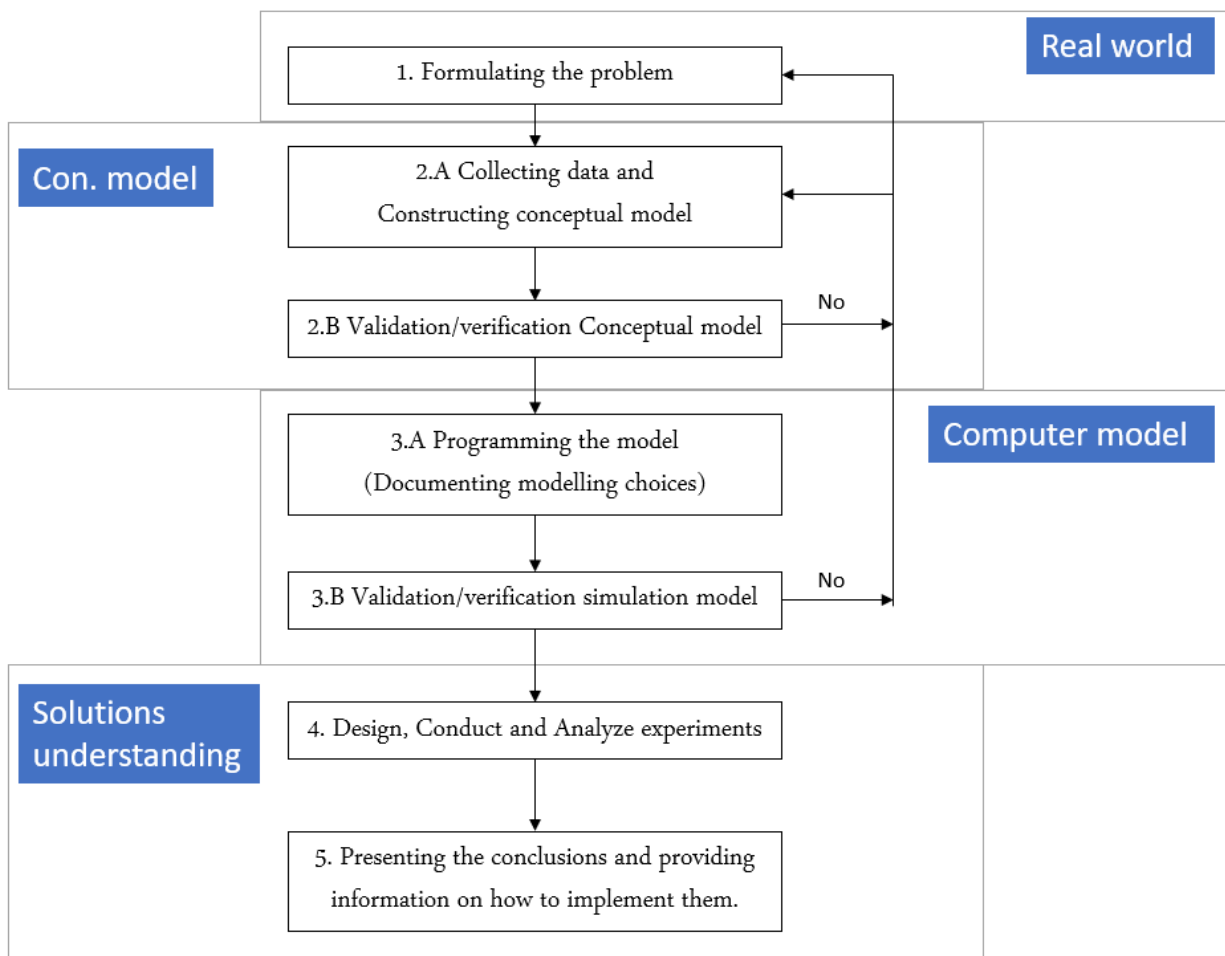 Real world
1. Formulating the problem
Con. model
2.A Collecting data and
Constructing conceptual model
No
2.B Validation/verification Conceptual model
Computer model
3.A Programming the model
(Documenting modelling choices)
No
3.B Validation/verification simulation model
Solutions
understanding
4. Design, Conduct and Analyze experiments
5. Presenting the conclusions and providing
information on how to implement them.